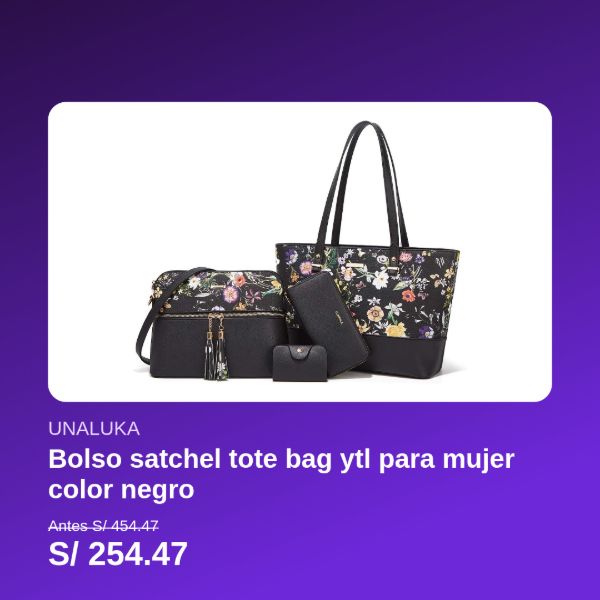 UNALUKA
Bolso satchel tote bag ytl para mujer
color negro
Antes S/ 454.47
S/ 254.47